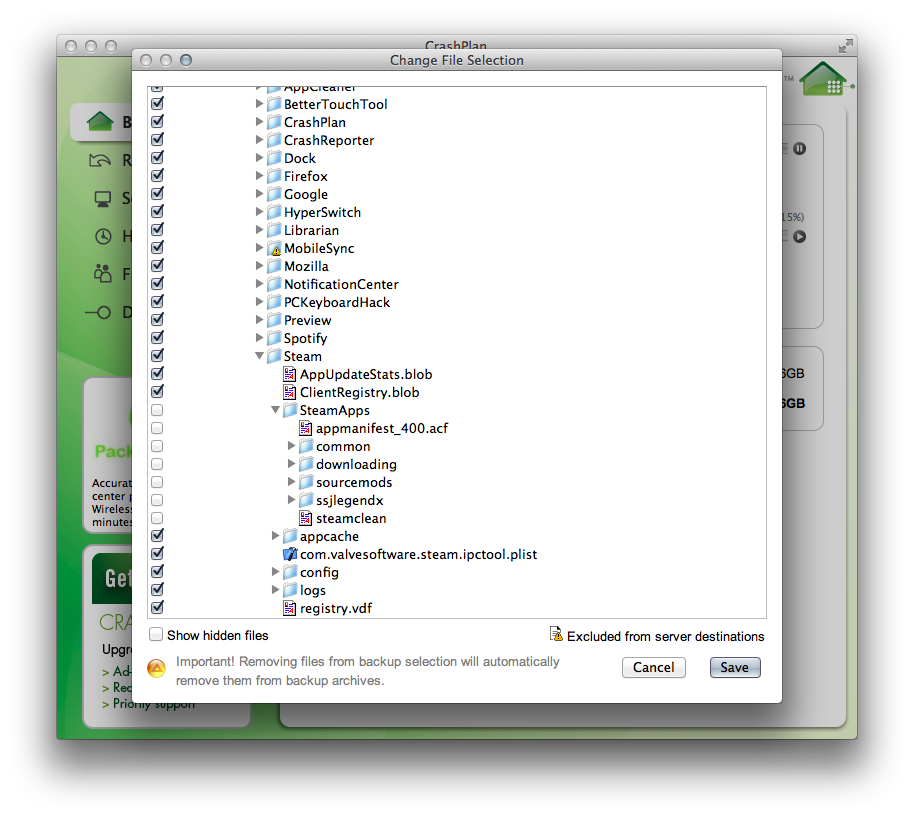 CrashPlan
Change File Selection
TM
AppCleaner
BetterTouchTool
CrashPlan
CrashReporter
Dock
Firefox
Google
HyperSwitch
Librarian
MobileSync
Mozilla
NotificationCenter
PCKeyboardHack
Preview
Spotify
Steam
AppUpdateStats.blob
ClientRegistry.blob
SteamApps
appmanifest_400.acf
common
downloading
sourcemods
ssjlegendx
steamclean
appcache
com.valvesoftware.steam.ipctool.plist
config
logs
registry.vdf
Show hidden files
Excluded from server destinations
Important! Removing files from backup selection will automatically
remove them from backup archives.
Cancel
Save
B
R
S
H
F
D
15%)
6GB
6GB
Pack
Accurat
center p
Wireles
minutes
Get
CRA
Upgr
> Ad-
> Rec
> Priority support